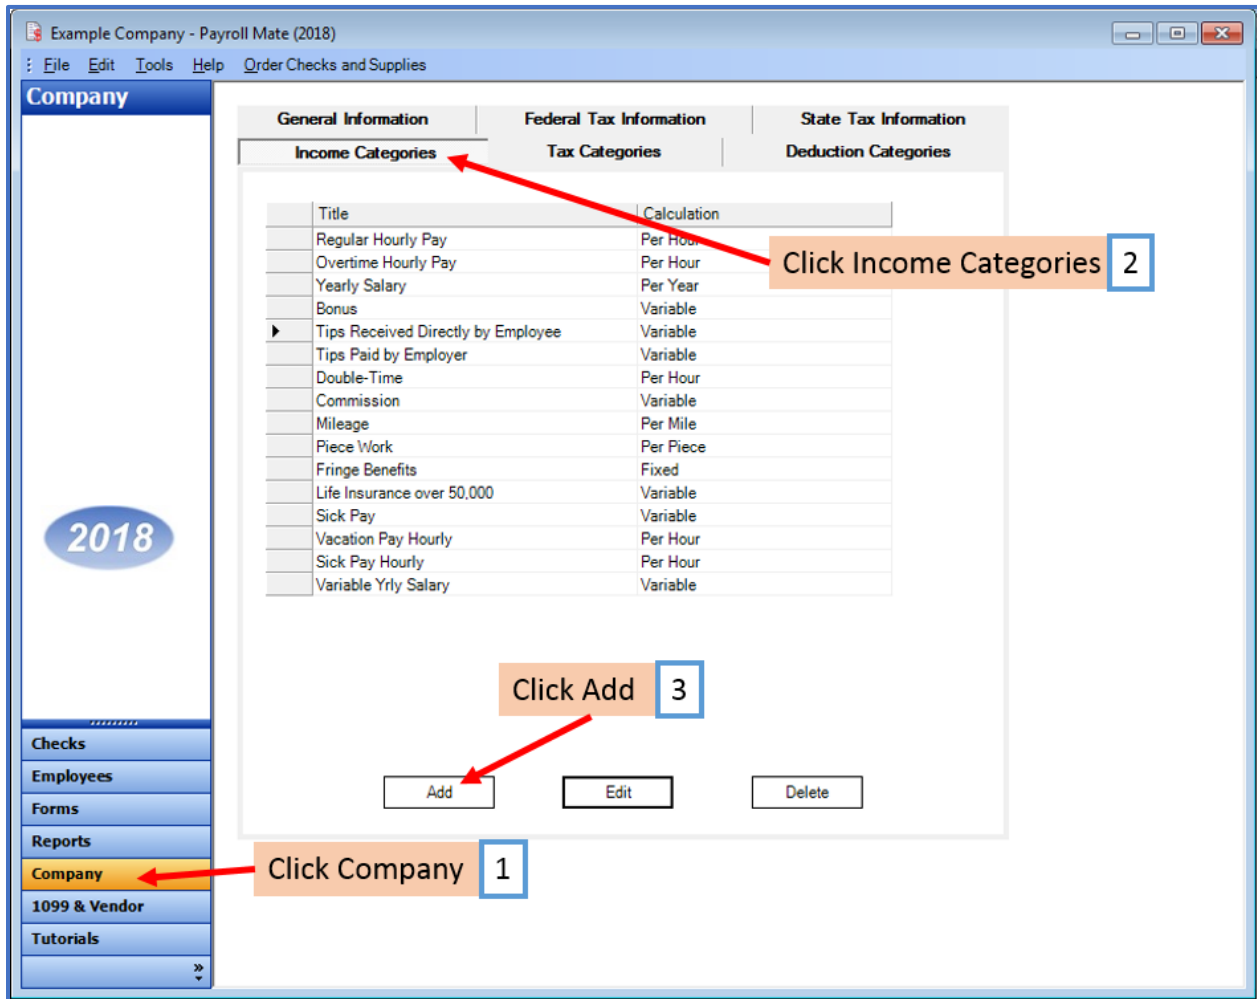 Example Company - Payroll Mate (2018)
File Edit Tools Help Order Checks and Supplies
Company
General Information Federal Tax Information State Tax Information
Income Categories Tax Categories Deduction Categories
Title Calculation
Regular Hourly Pay Per Hour
Overtime Hourly Pay Per Hour
Yearly Salary Per Year
Bonus Variable
Tips Received Directly by Employee Variable
Tips Paid by Employer Variable
Double-Time Per Hour
Commission Variable
Mileage Per Mile
Piece Work Per Piece
Fringe Benefits Fixed
Life Insurance over 50,000 Variable
Sick Pay Variable
Vacation Pay Hourly Per Hour
Sick Pay Hourly Per Hour
Variable Yrly Salary Variable
Click Income Categories 2
2018
Click Add 3
Add Edit Delete
Checks
Employees
Forms
Reports
Company
1099 & Vendor
Tutorials
Click Company 1